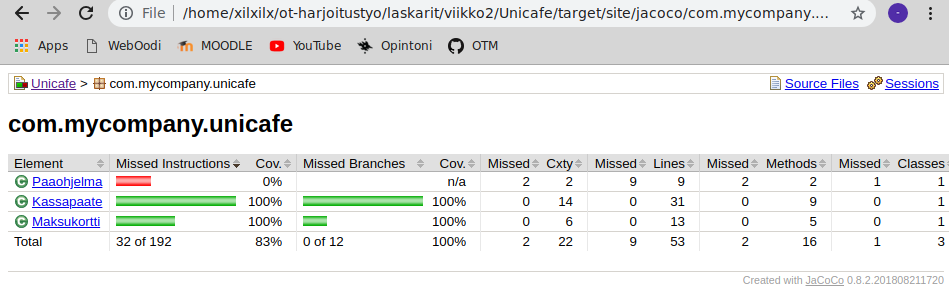 File /home/xilxilx/ot-harjoitustyo/laskarit/viikko2/Unicafe/target/site/jacoco/com.mycompany....
Apps WebOodi MOODLE YouTube Opintoni OTM
Unicafe > com.mycompany.unicafe Source Files Sessions
com.mycompany.unicafe
Element Missed Instructions Cov. Missed Branches Cov. Missed Cxty Missed Lines Missed Methods Missed Classes
Paaohjelma 0% n/a 2 2 9 9 2 2 1 1
Kassapaate 100% 100% 0 14 0 31 0 9 0 1
Maksukortti 100% 100% 0 6 0 13 0 5 0 1
Total 32 of 192 83% 0 of 12 100% 2 22 9 53 2 16 1 3
Created with JaCoCo 0.8.2.201808211720